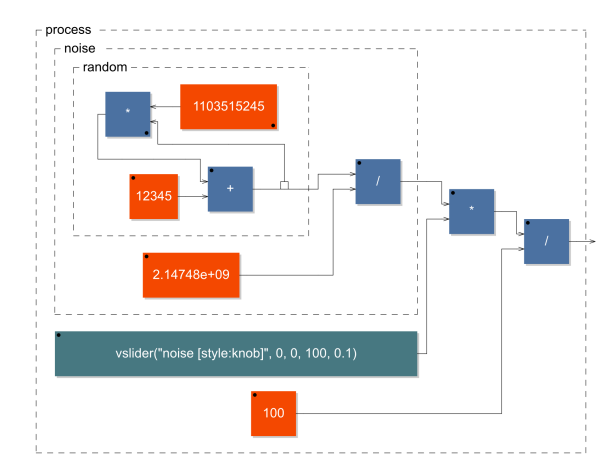 process
noise
random
*
1103515245
12345
+
/
*
/
2.14748e+09
vslider("noise [style:knob]", 0, 0, 100, 0.1)
100